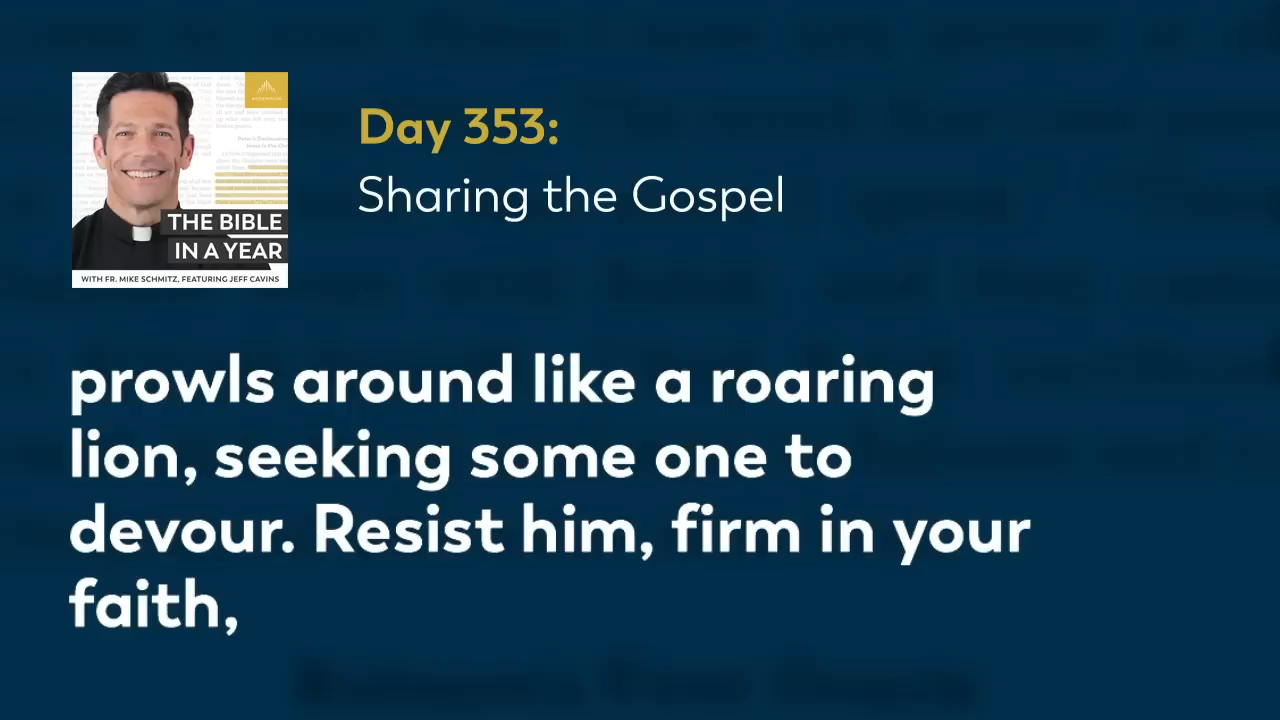 Day 353:
Sharing the Gospel
THE BIBLE
IN A YEAR
WITH FR. MIKE SCHMITZ, FEATURING JEFF CAVINS
prowls around like a roaring
lion, seeking some one to
devour. Resist him, firm in your
faith,